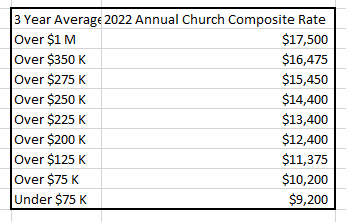 3 Year Average 2022 Annual Church Composite Rate
Over $1 M $17,500
Over $350 K $16,475
Over $275 K $15,450
Over $250 K $14,400
Over $225 K $13,400
Over $200 K $12,400
Over $125 K $11,375
Over $75 K $10,200
Under $75 K $9,200